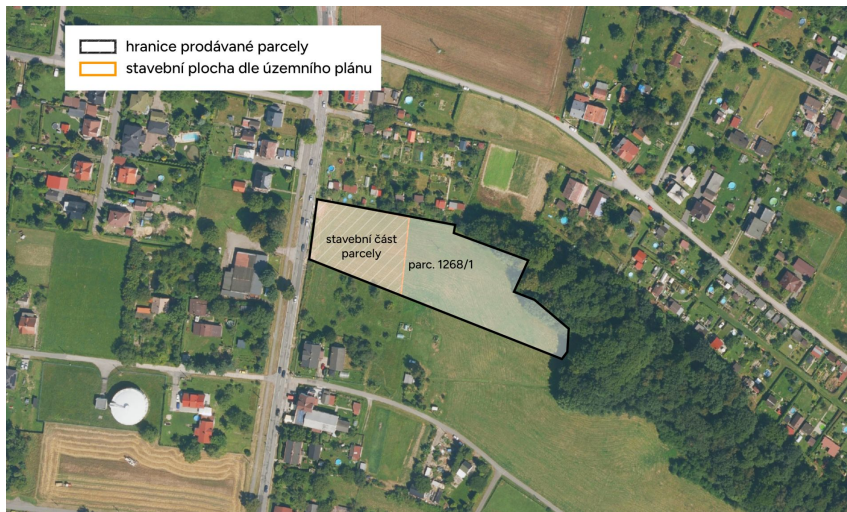 hranice prodávané parcely
stavební plocha dle územního plánu
stavební část
parcely
parc. 1268/1